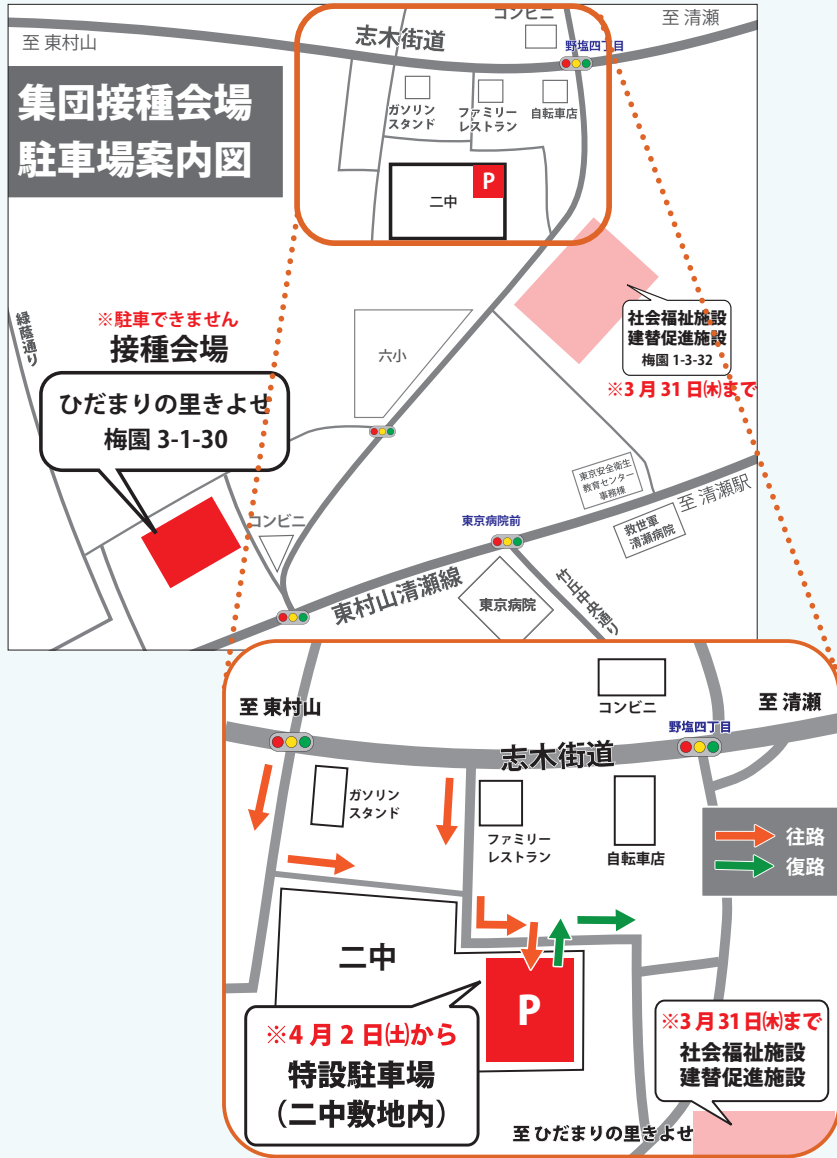 コンビニ
至 清瀬
至 東村山
志木街道
野塩四丁目
集団接種会場
駐車場案内図
ガソリン
スタンド
ファミリー
レストラン
自転車店
P
二中
緑蔭通り
※駐車できません
接種会場
ひだまりの里きよせ
梅園 3-1-30
六小
社会福祉施設
建替促進施設
梅園 1-3-32
※3 月 31 日㈭まで
東京安全衛生
教育センター
事務棟
至 清瀬駅
コンビニ
東京病院前
救世軍
清瀬病院
東村山清瀬線
東京病院
竹丘中央通り
コンビニ
至 東村山
至 清瀬
野塩四丁目
志木街道
ガソリン
スタンド
ファミリー
レストラン
自転車店
往路
復路
二中
P
※4 月 2 日㈯から
特設駐車場
（二中敷地内）
※3 月 31 日㈭まで
社会福祉施設
建替促進施設
至 ひだまりの里きよせ